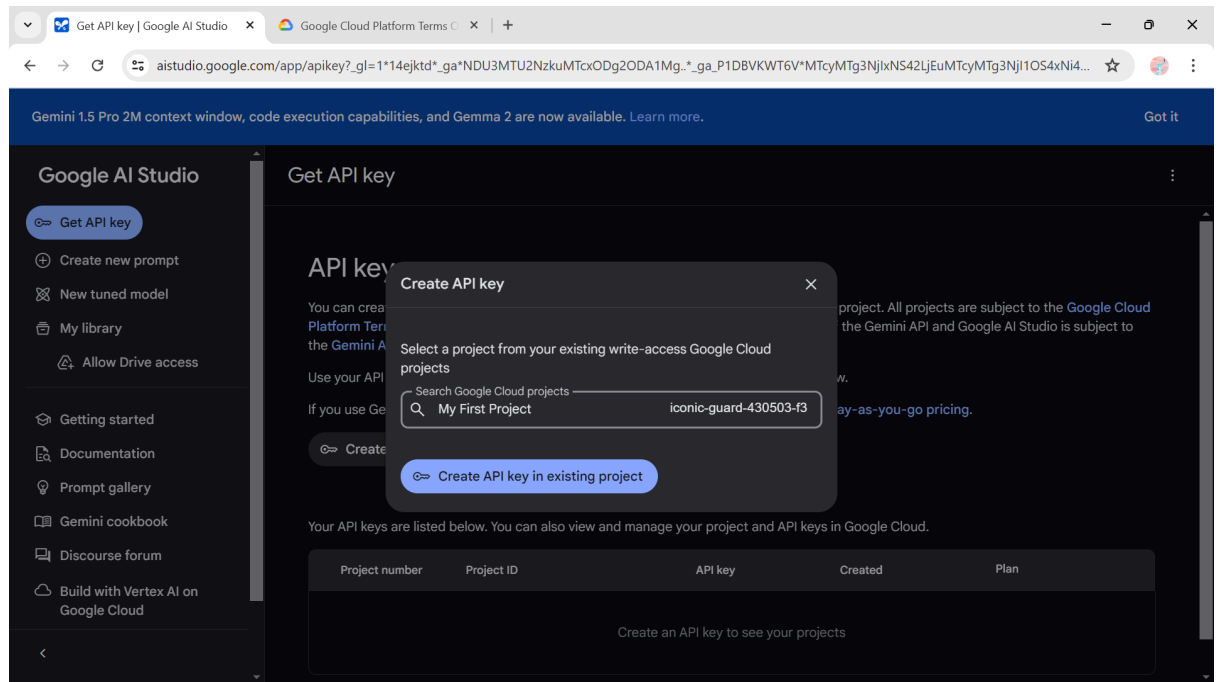 Get API key | Google AI Studio
Google Cloud Platform Terms O
aistudio.google.com/app/apikey?_gl=1*14ejktd*_ga*NDU3MTU2NzkuMTcxODg2ODA1Mg..*_ga_P1DBVKWT6V*MTcyMTg3NjIxNS42LjEuMTcyMTg3NjI1OS4xNi4...
Gemini 1.5 Pro 2M context window, code execution capabilities, and Gemma 2 are now available. Learn more.
Got it
Google AI Studio
Get API key
Create new prompt
New tuned model
My library
Allow Drive access
Getting started
Documentation
Prompt gallery
Gemini cookbook
Discourse forum
Build with Vertex AI on
Google Cloud
Get API key
API key
You can crea
project. All projects are subject to the Google Cloud
Platform Ter
the Gemini API and Google AI Studio is subject to
the Gemini A
Use your API
w.
If you use Ge
ay-as-you-go pricing.
Create
Create API key
Select a project from your existing write-access Google Cloud
projects
Search Google Cloud projects
My First Project iconic-guard-430503-f3
Create API key in existing project
Your API keys are listed below. You can also view and manage your project and API keys in Google Cloud.
Project number Project ID API key Created Plan
Create an API key to see your projects